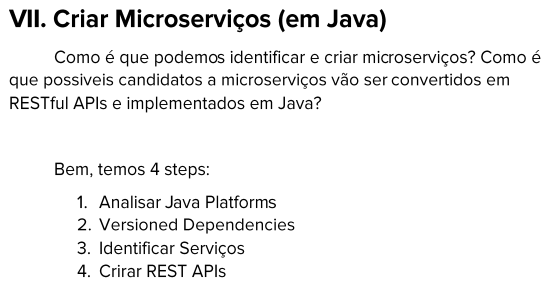 VII. Criar Microserviços (em Java)
Como é que podemos identificar e criar microserviços? Como é
que possiveis candidatos a microserviços vão ser convertidos em
RESTful APIs e implementados em Java?
Bem, temos 4 steps:
1. Analisar Java Platforms
2. Versioned Dependencies
3. Identificar Serviços
4. Crirar REST APIs